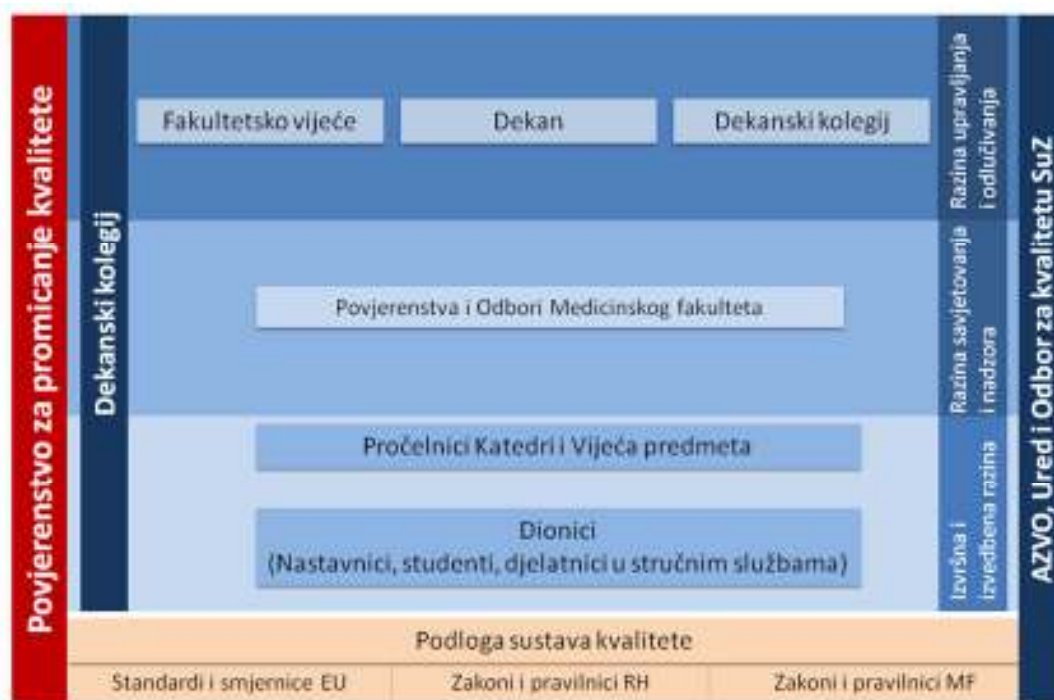 Povjerenstvo za promicanje kvalitete
Dekanski kolegij
Fakultetsko vijeće
Dekan
Dekanski kolegij
Razina upravljanja
i odlučivanja
Povjerenstva i Odbori Medicinskog fakulteta
Razina savjetovanja
i nadzora
Pročelnici Katedri i Vijeća predmeta
Dionici
(Nastavnici, studenti, djelatnici u stručnim službama)
Izvršna i
izvedbena razina
AZVO, Ured i Odbor za kvalitetu SuZ
Podloga sustava kvalitete
Standardi i smjernice EU
Zakoni i pravilnici RH
Zakoni i pravilnici MF